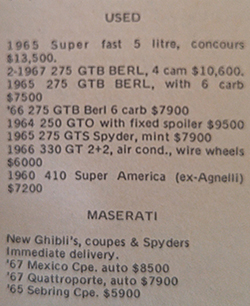 USED
1965 Super fast 5 litre, concours
$13,500.
2-1967 275 GTB BERL, 4 cam $10,600.
1965 275 GTB BERL, with 6 carb
$7500
'66 275 GTB Berl 6 carb $7900
1964 250 GTO with fixed spoiler $9500
1965 275 GTS Spyder, mint $7900
1966 330 GT 2+2, air cond., wire wheels
$6000
1960 410 Super America (ex-Agnelli)
$7200
MASERATI
New Ghibli's, coupes & Spyders
Immediate delivery.
'67 Mexico Cpe. auto $8500
'67 Quattroporte, auto $7900
'65 Sebring Cpe. $5900